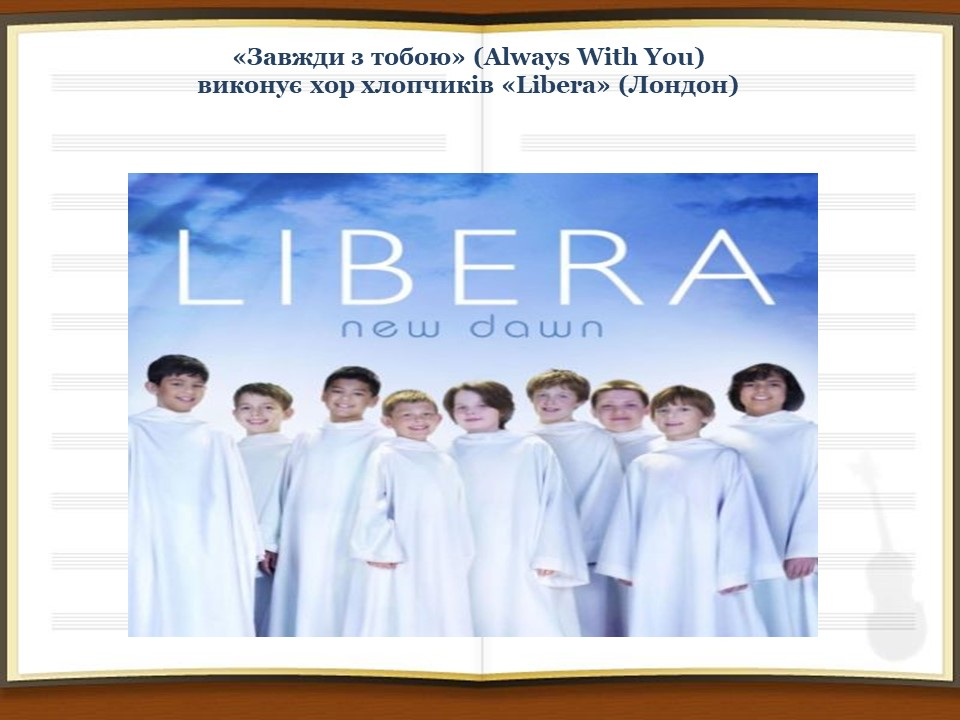 «Завжди з тобою» (Always With You)
виконує хор хлопчиків «Libera» (Лондон)
LIBERA
new dawn